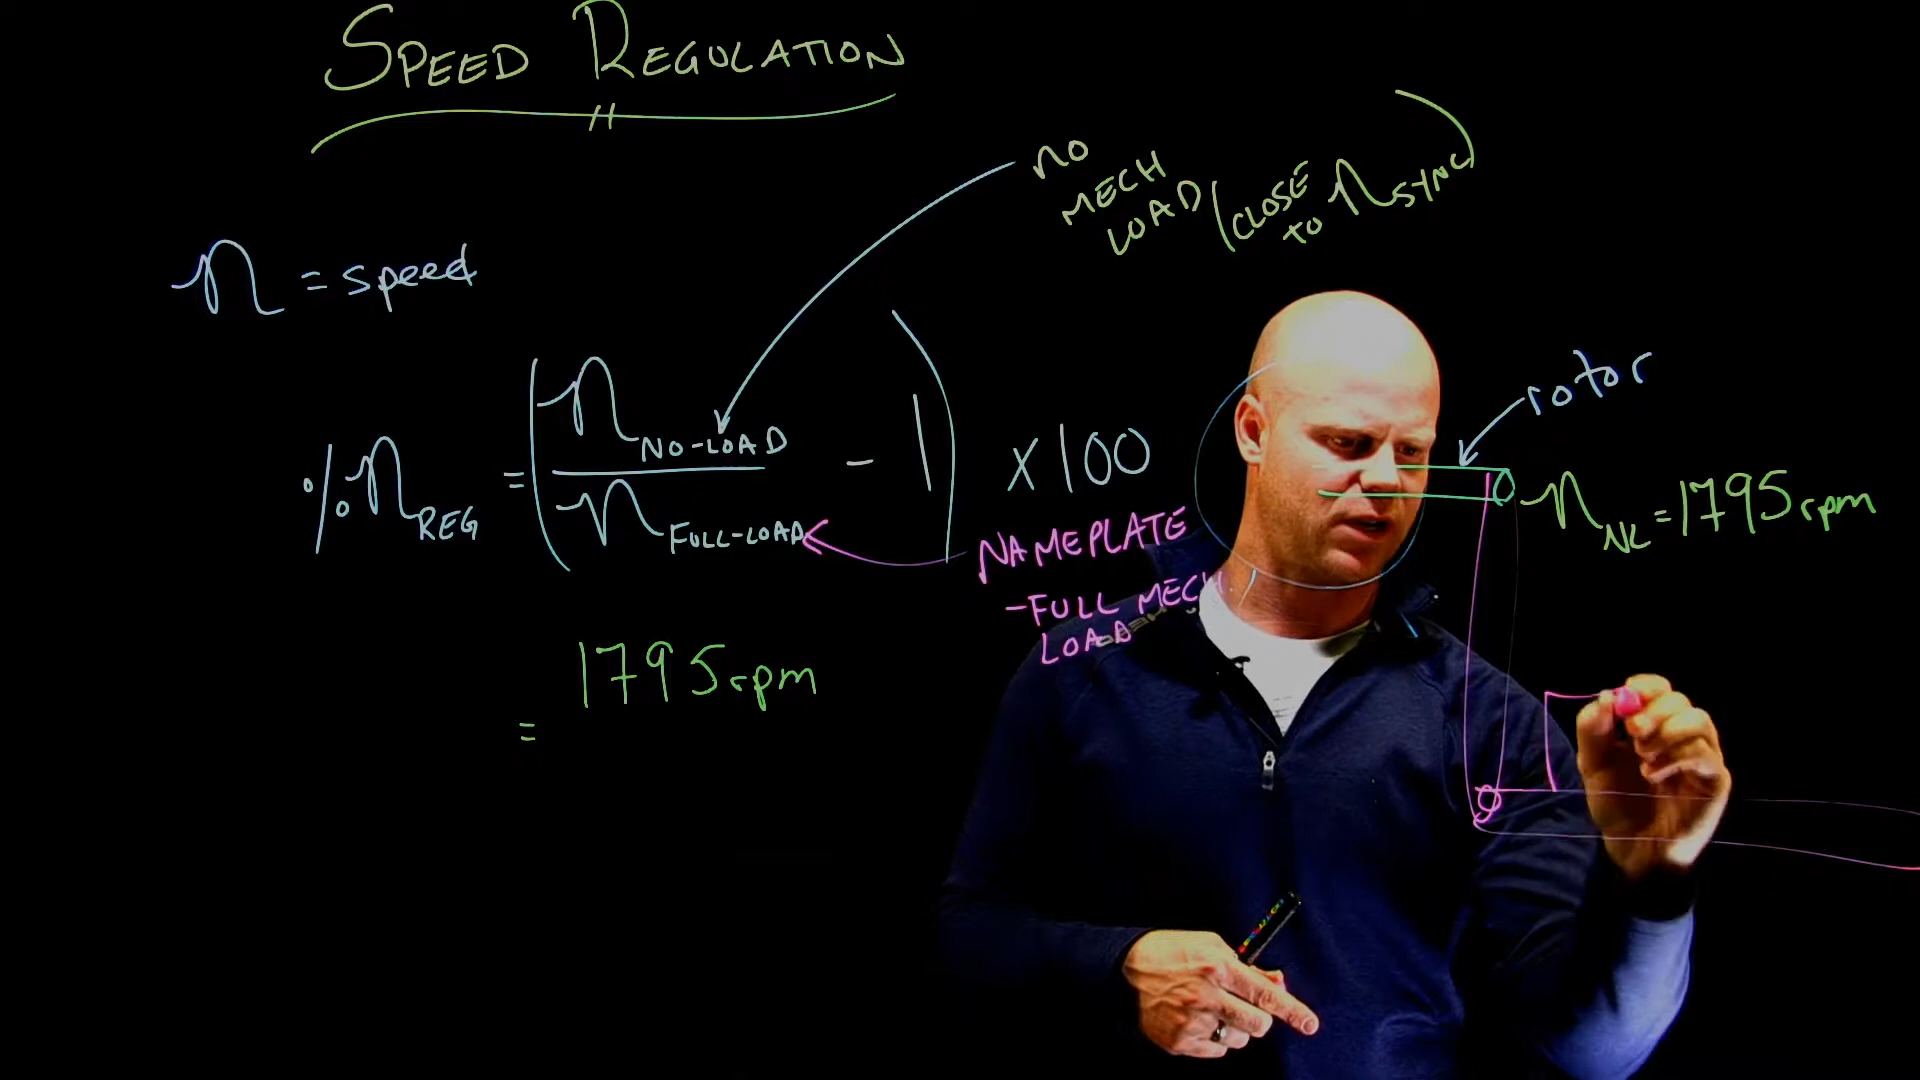 SPEED REGULATION
no
MECH
LOAD (CLOSE
TO n SYNC)
n = speed
%n REG = (n NO-LOAD / n FULL-LOAD - 1) x 100
rotor
n NL = 1795 rpm
NAMEPLATE
- FULL MECH
LOAD
= 1795 rpm